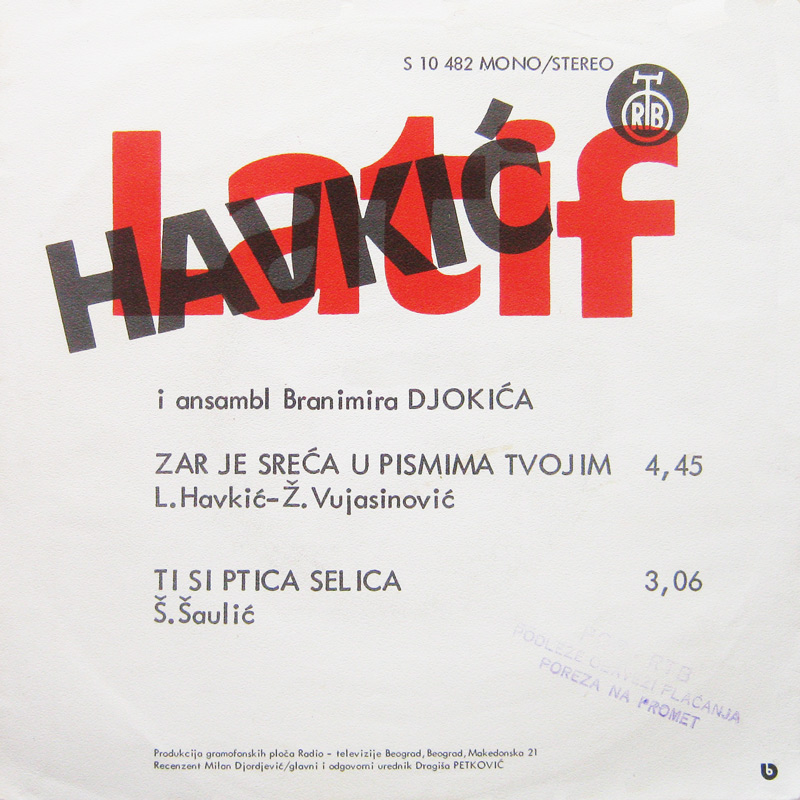 S 10 482 MONO/STEREO
RTB
Latif
HAVKIĆ
i ansambl Branimira DJOKIĆA
ZAR JE SREĆA U PISMIMA TVOJIM 4,45
L.Havkić-Ž.Vujasinović
TI SI PTICA SELICA 3,06
Š.Šaulić
RTB
PODLEŽE OBAVEZI PLAĆANJA
POREZA NA PROMET
Produkcija gramofonskih ploča Radio - televizije Beograd, Beograd, Makedonska 21
Recenzent Milan Djordjević/glavni i odgovorni urednik Dragiša PETKOVIĆ
b